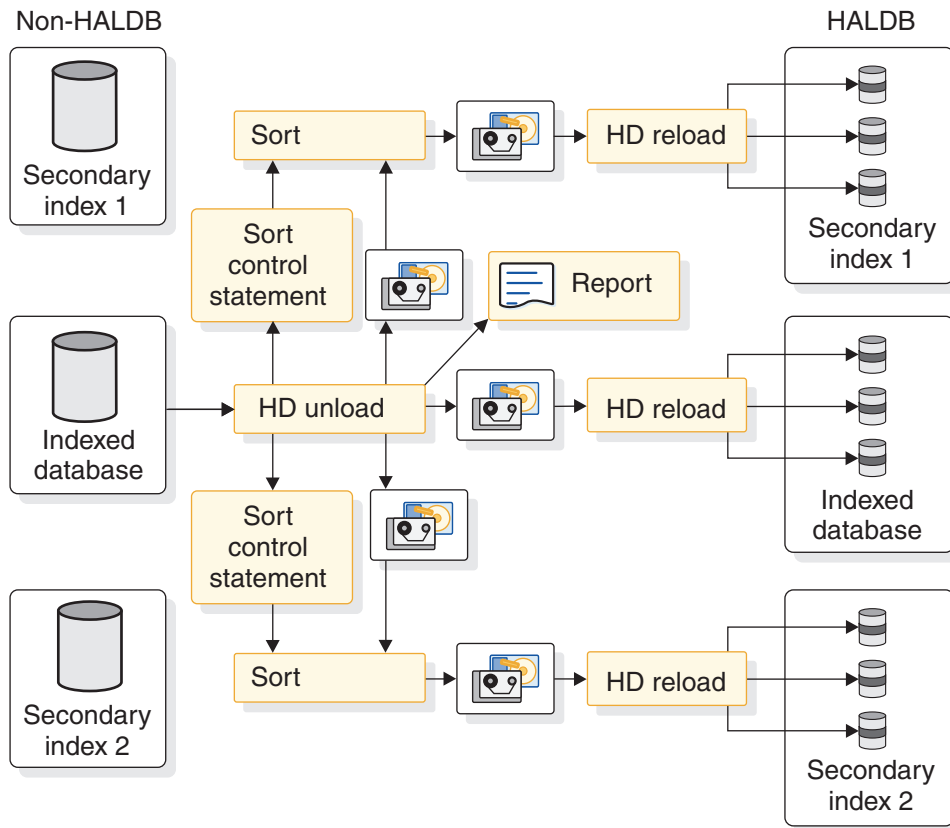 Non-HALDB
HALDB
Secondary
index 1
Sort
HD reload
Secondary
index 1
Sort
control
statement
Report
Indexed
database
HD unload
HD reload
Indexed
database
Sort
control
statement
Secondary
index 2
Sort
HD reload
Secondary
index 2